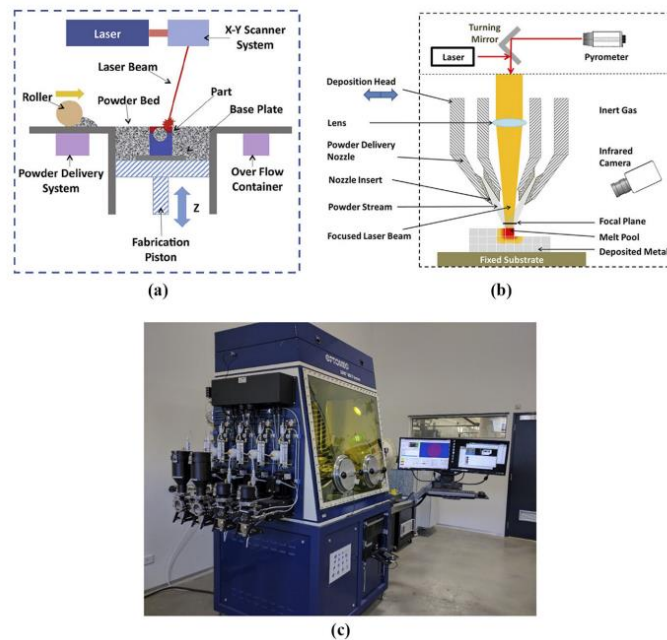 Laser
X-Y Scanner
System
Laser Beam
Roller
Powder Bed
Part
Base Plate
Powder Delivery
System
Z
Over Flow
Container
Fabrication
Piston
(a)
Turning
Mirror
Laser
Pyrometer
Deposition Head
Inert Gas
Lens
Powder Delivery
Nozzle
Infrared
Camera
Nozzle Insert
Powder Stream
Focal Plane
Focused Laser Beam
Melt Pool
Deposited Metal
Fixed Substrate
(b)
OPTOMEC
(c)